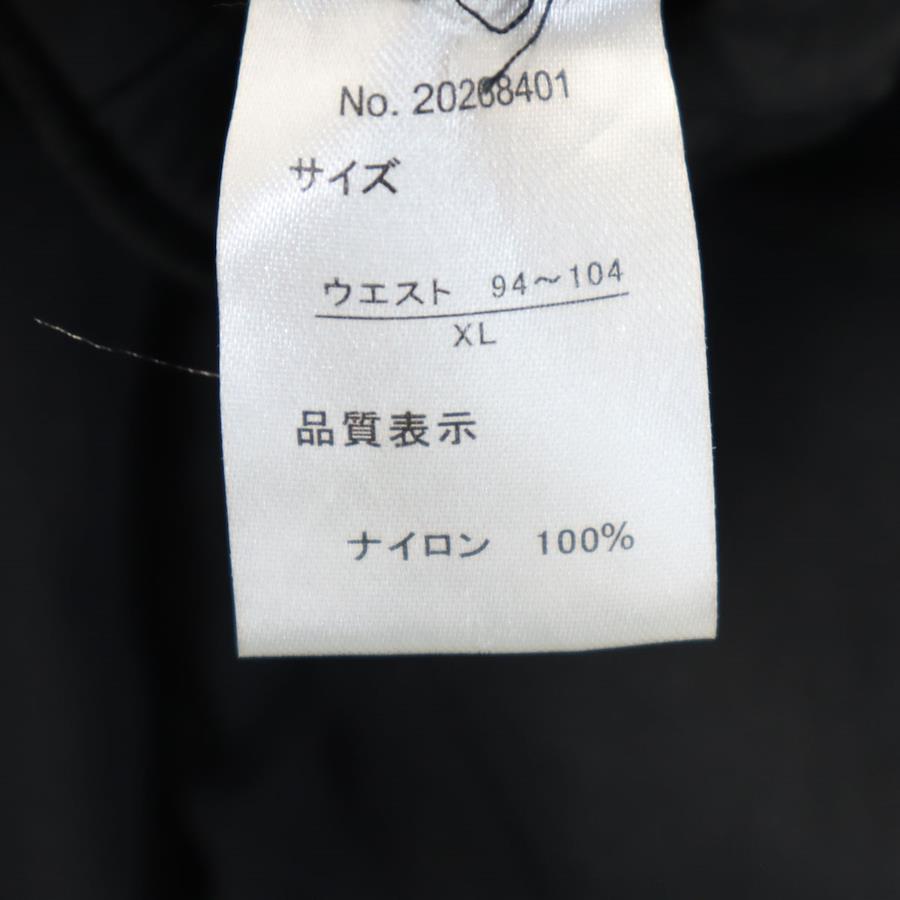 No. 20268401
サイズ
ウエスト 94～104
XL
品質表示
ナイロン 100%